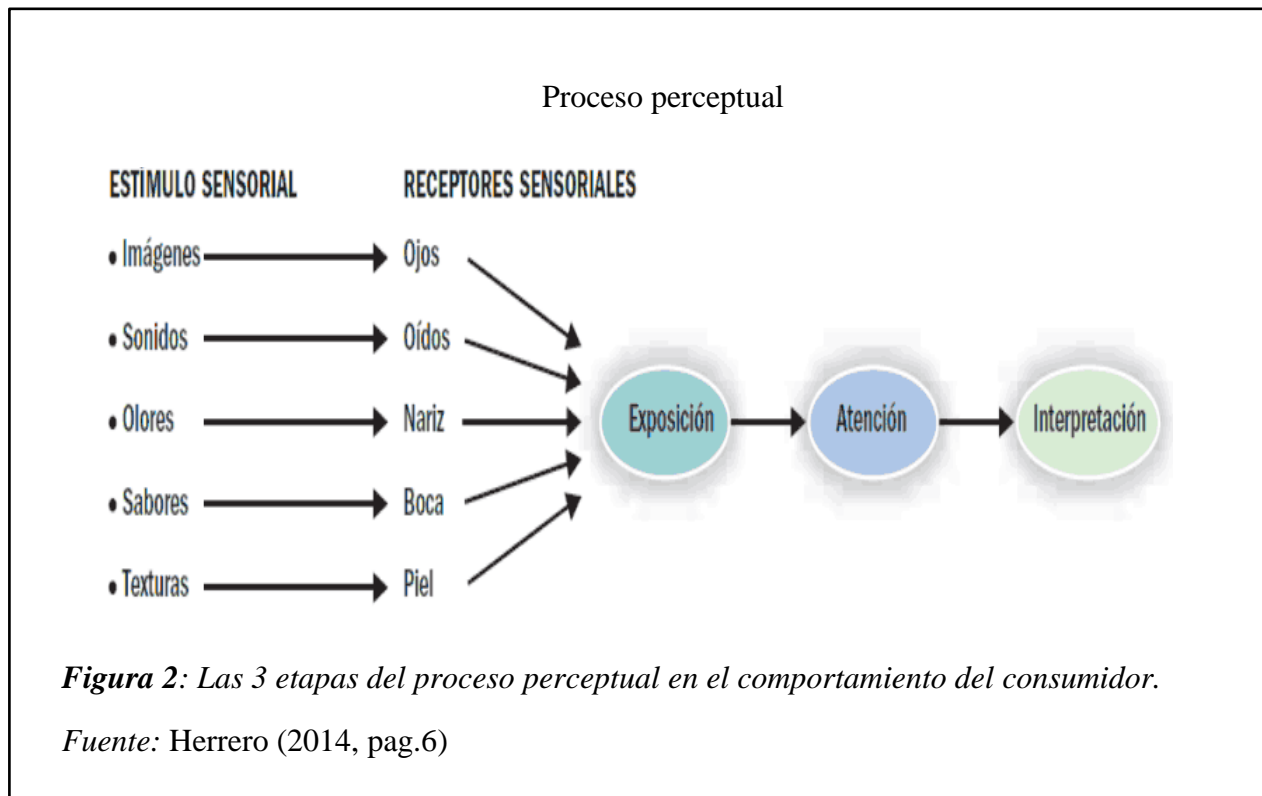 Proceso perceptual
ESTÍMULO SENSORIAL RECEPTORES SENSORIALES
• Imágenes Ojos
• Sonidos Oídos
• Olores Nariz Exposición Atención Interpretación
• Sabores Boca
• Texturas Piel
Figura 2: Las 3 etapas del proceso perceptual en el comportamiento del consumidor.
Fuente: Herrero (2014, pag.6)